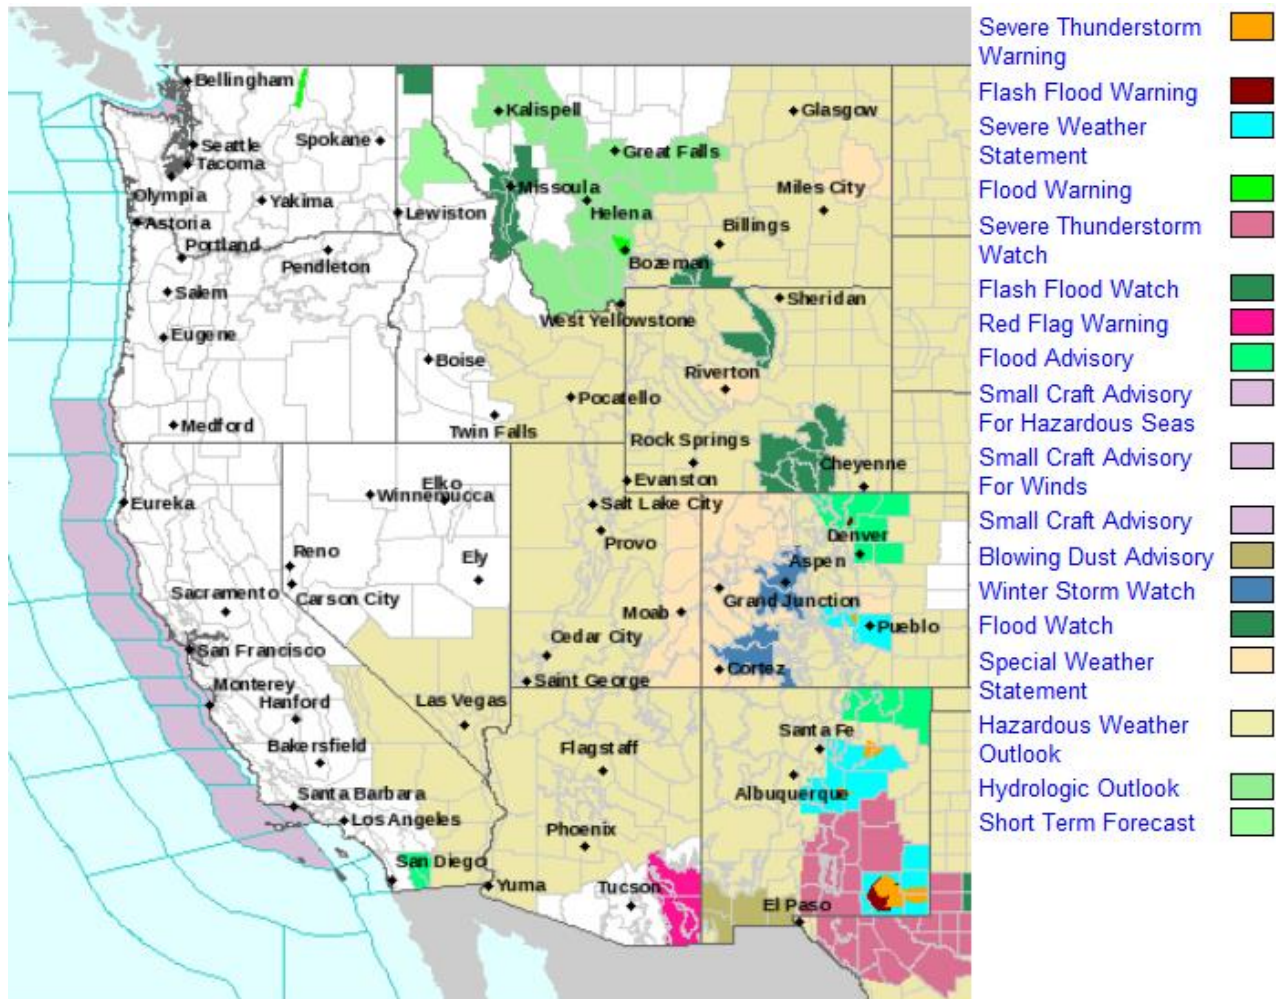 Bellingham
Kalispell
Glasgow
Seattle
Spokane
Great Falls
Tacoma
Olympia
Missoula
Miles City
Yakima
Lewiston
Helena
Astoria
Billings
Portland
Pendleton
Bozeman
Salem
Sheridan
West Yellowstone
Eugene
Boise
Riverton
Pocatello
Medford
Twin Falls
Rock Springs
Cheyenne
Elko
Evanston
Winnemucca
Eureka
Salt Lake City
Provo
Denver
Reno
Ely
Aspen
Sacramento
Carson City
Grand Junction
Moab
Pueblo
Cedar City
San Francisco
Cortez
Saint George
Monterey
Hanford
Las Vegas
Santa Fe
Bakersfield
Flagstaff
Santa Barbara
Albuquerque
Los Angeles
Phoenix
San Diego
Yuma
Tucson
El Paso
Severe Thunderstorm
Warning
Flash Flood Warning
Severe Weather
Statement
Flood Warning
Severe Thunderstorm
Watch
Flash Flood Watch
Red Flag Warning
Flood Advisory
Small Craft Advisory
For Hazardous Seas
Small Craft Advisory
For Winds
Small Craft Advisory
Blowing Dust Advisory
Winter Storm Watch
Flood Watch
Special Weather
Statement
Hazardous Weather
Outlook
Hydrologic Outlook
Short Term Forecast